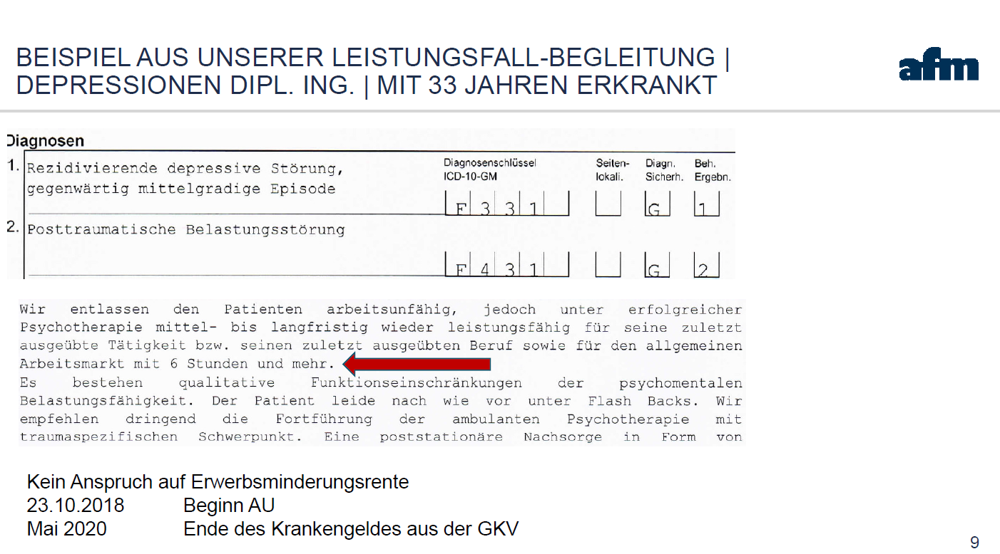 BEISPIEL AUS UNSERER LEISTUNGSFALL-BEGLEITUNG |
DEPRESSIONEN DIPL. ING. | MIT 33 JAHREN ERKRANKT
afm
Diagnosen
1. Rezidivierende depressive Störung,
gegenwärtig mittelgradige Episode
Diagnosenschlüssel
ICD-10-GM
Seiten-
lokali.
Diagn.
Sicherh.
Beh.
Ergebn.
F 3 3 1 G 1
2. Posttraumatische Belastungsstörung
F 4 3 1 G 2
Wir entlassen den Patienten arbeitsunfähig, jedoch unter erfolgreicher
Psychotherapie mittel- bis langfristig wieder leistungsfähig für seine zuletzt
ausgeübte Tätigkeit bzw. seinen zuletzt ausgeübten Beruf sowie für den allgemeinen
Arbeitsmarkt mit 6 Stunden und mehr.
Es bestehen qualitative Funktionseinschränkungen der psychomentalen
Belastungsfähigkeit. Der Patient leide nach wie vor unter Flash Backs. Wir
empfehlen dringend die Fortführung der ambulanten Psychotherapie mit
traumaspezifischen Schwerpunkt. Eine poststationäre Nachsorge in Form von
Kein Anspruch auf Erwerbsminderungsrente
23.10.2018 Beginn AU
Mai 2020 Ende des Krankengeldes aus der GKV
9